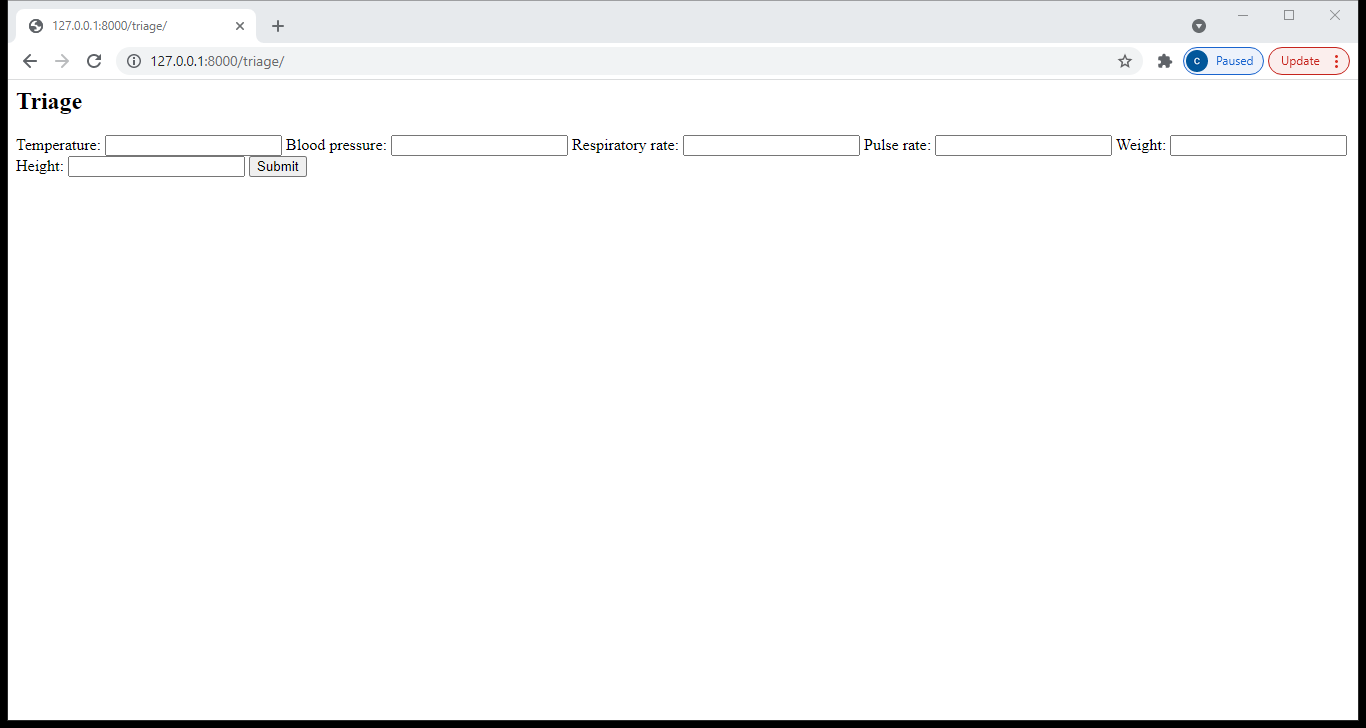 127.0.0.1:8000/triage/
127.0.0.1:8000/triage/
C Paused Update
Triage
Temperature: Blood pressure: Respiratory rate: Pulse rate: Weight:
Height: Submit